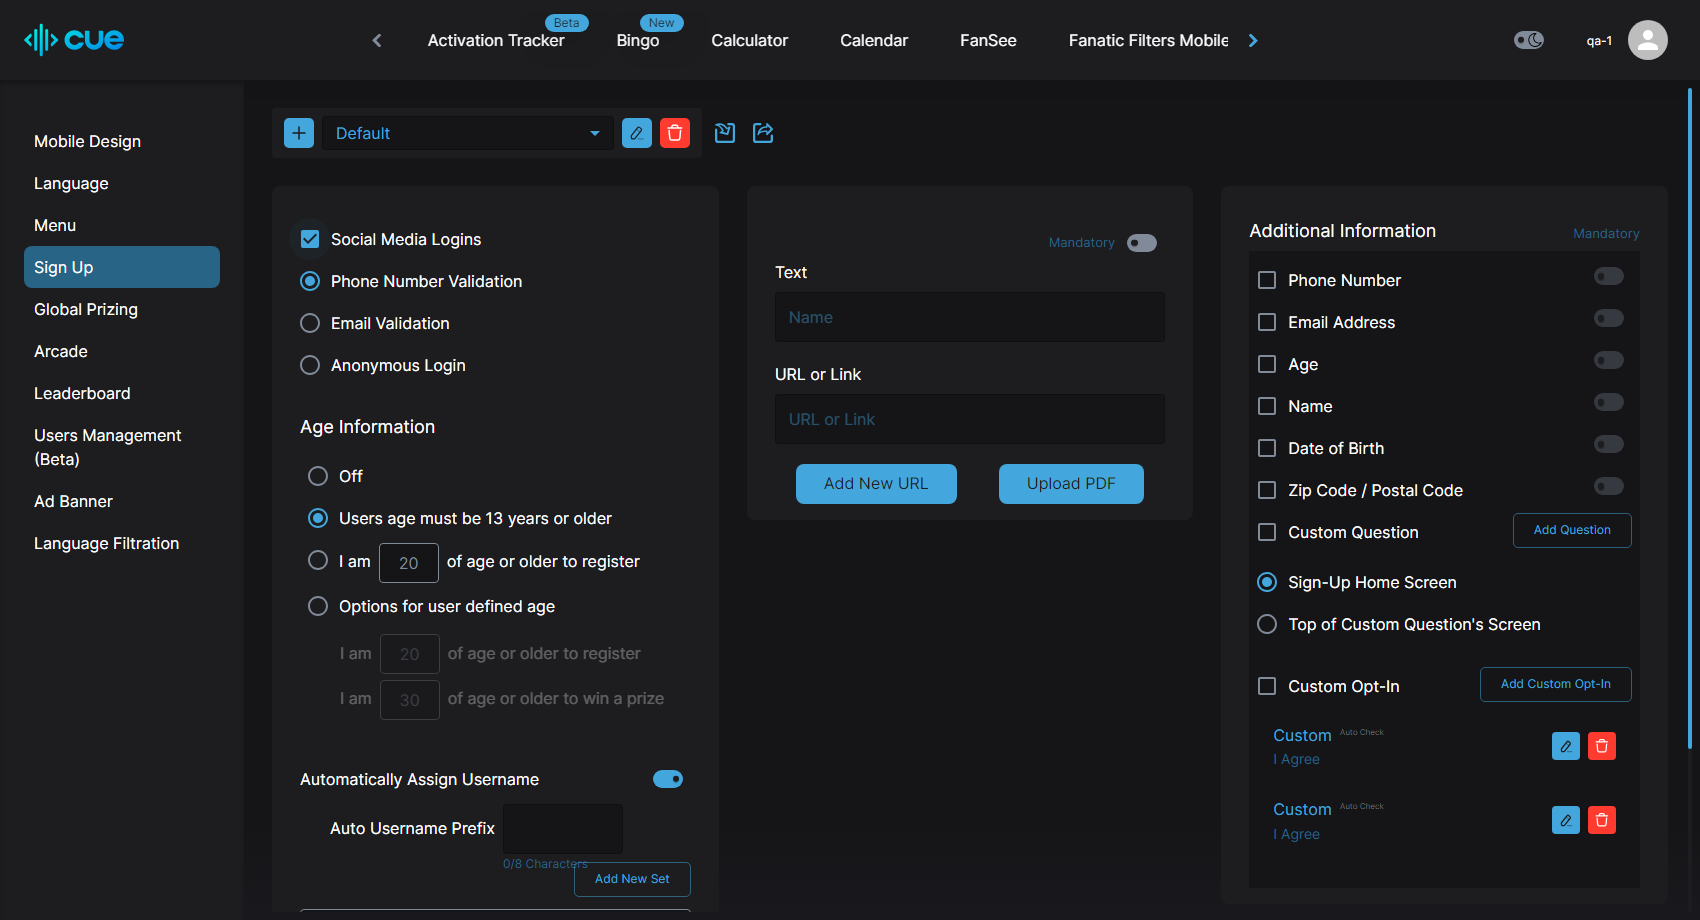 cue
Activation Tracker
Beta
Bingo
New
Calculator
Calendar
FanSee
Fanatic Filters Mobile
qa-1
Mobile Design
Language
Menu
Sign Up
Global Prizing
Arcade
Leaderboard
Users Management
(Beta)
Ad Banner
Language Filtration
Default
Social Media Logins
Phone Number Validation
Email Validation
Anonymous Login
Age Information
Off
Users age must be 13 years or older
I am 20 of age or older to register
Options for user defined age
I am 20 of age or older to register
I am 30 of age or older to win a prize
Automatically Assign Username
Auto Username Prefix
0/8 Characters
Add New Set
Mandatory
Text
Name
URL or Link
URL or Link
Add New URL
Upload PDF
Additional Information
Mandatory
Phone Number
Email Address
Age
Name
Date of Birth
Zip Code / Postal Code
Custom Question
Add Question
Sign-Up Home Screen
Top of Custom Question's Screen
Custom Opt-In
Add Custom Opt-In
Custom Auto Check
I Agree
Custom Auto Check
I Agree